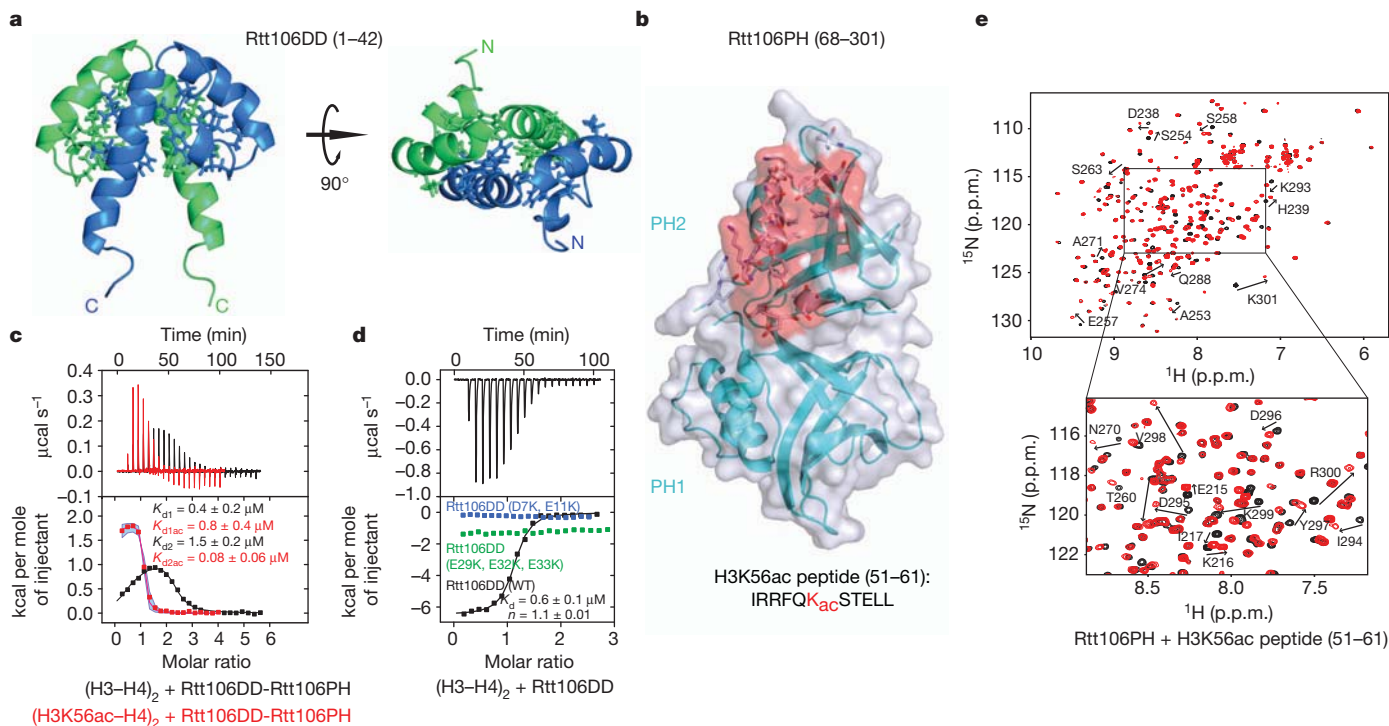 a
Rtt106DD (1–42)
90°
N
N
C
C
b
Rtt106PH (68–301)
PH2
PH1
H3K56ac peptide (51–61):
IRRFQKacSTELL
c
Time (min)
0 50 100 150
μcal s⁻¹
0.4
0.3
0.2
0.1
0.0
−0.1
Kd1 = 0.4 ± 0.2 μM
Kd1ac = 0.8 ± 0.4 μM
Kd2 = 1.5 ± 0.2 μM
Kd2ac = 0.08 ± 0.06 μM
kcal per mole
of injectant
2.0
1.5
1.0
0.5
0.0
0 1 2 3 4 5 6
Molar ratio
(H3–H4)₂ + Rtt106DD-Rtt106PH
(H3K56ac–H4)₂ + Rtt106DD-Rtt106PH
d
Time (min)
0 50 100
μcal s⁻¹
0.0
−0.2
−0.4
−0.6
−0.8
−1.0
Rtt106DD (D7K, E11K)
Rtt106DD
(E29K, E32K, E33K)
Rtt106DD (WT)
Kd = 0.6 ± 0.1 μM
n = 1.1 ± 0.01
kcal per mole
of injectant
0
−2
−4
−6
0 1 2 3
Molar ratio
(H3–H4)₂ + Rtt106DD
e
¹⁵N (p.p.m.)
110
115
120
125
130
D238
S258
S254
S263
K293
H239
A271
V274
Q288
K301
E257
A253
10 9 8 7 6
¹H (p.p.m.)
¹⁵N (p.p.m.)
116
118
120
122
N270
V298
D296
T260
E215
D295
R300
K299
Y297
I217
I294
K216
8.5 8.0 7.5
¹H (p.p.m.)
Rtt106PH + H3K56ac peptide (51–61)